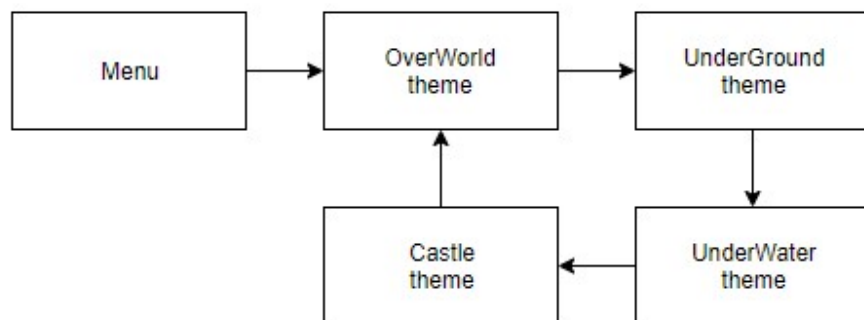 Menu
OverWorld
theme
UnderGround
theme
Castle
theme
UnderWater
theme